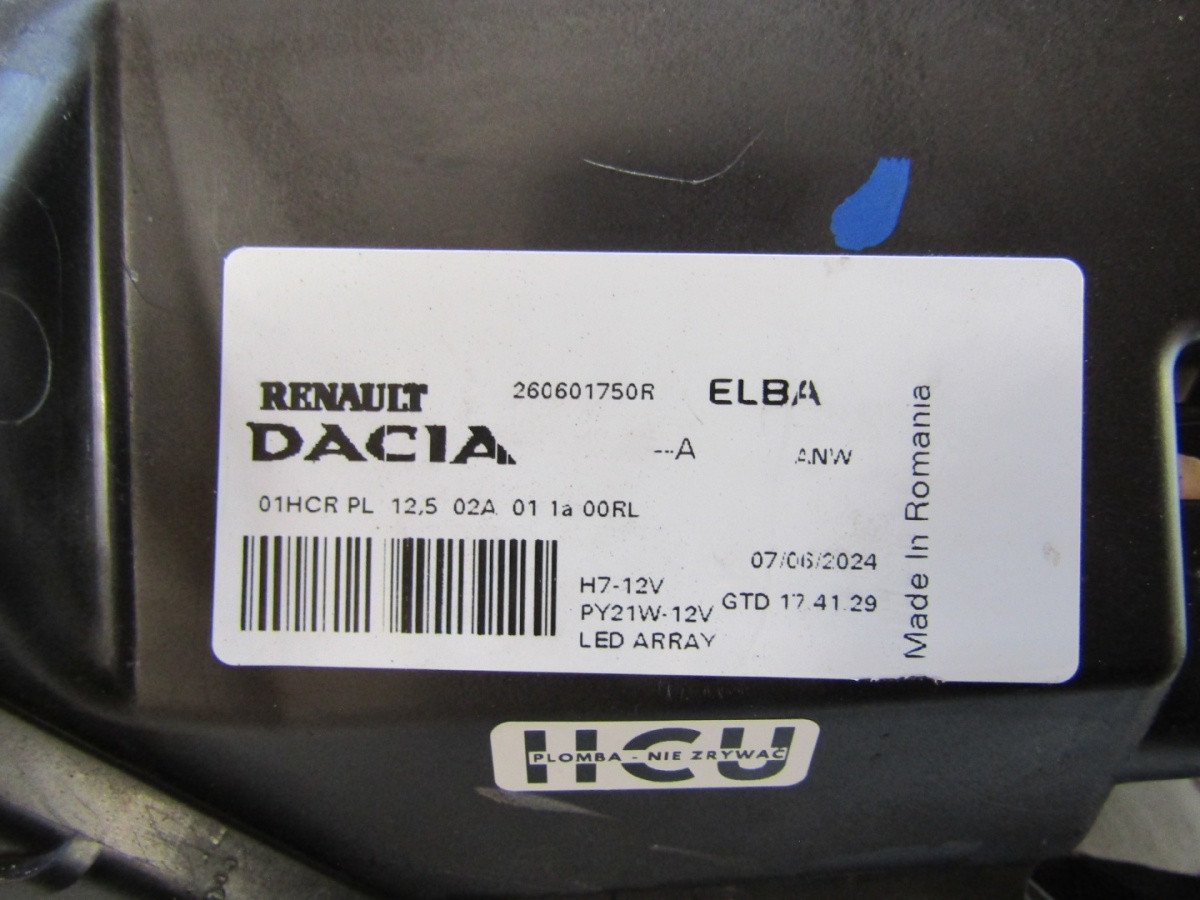 RENAULT 260601750R ELBA
DACIA --A ANW
01HCR PL 12,5 02A 01 1a 00RL
07/06/2024
H7-12V
PY21W-12V GTD 17.41.29
LED ARRAY
Made In Romania
HCU
PLOMBA - NIE ZRYWAĆ